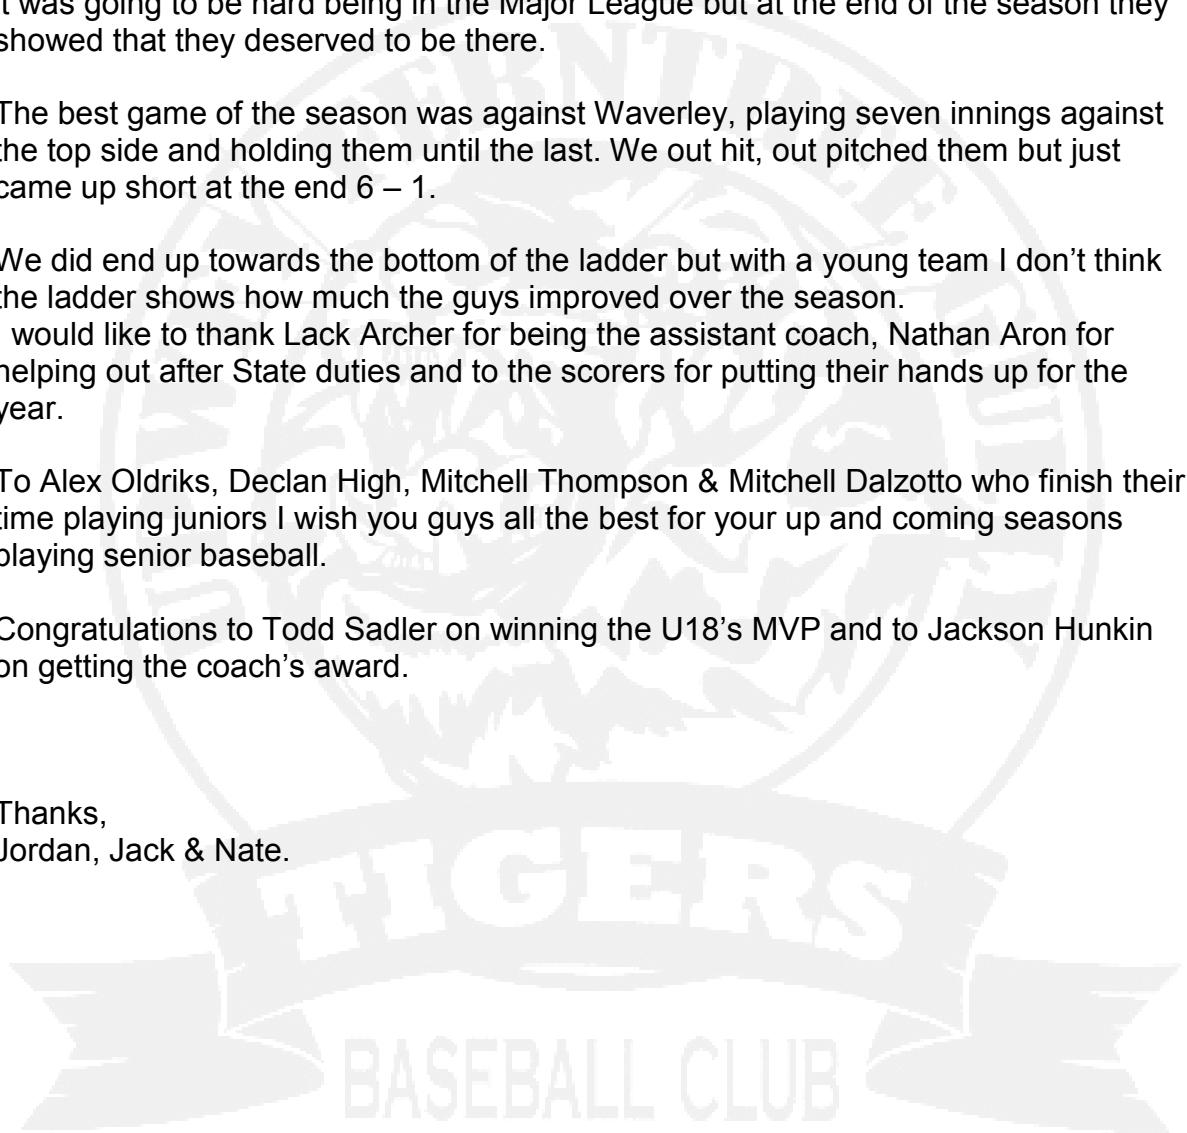 it was going to be hard being in the Major League but at the end of the season they
showed that they deserved to be there.
The best game of the season was against Waverley, playing seven innings against
the top side and holding them until the last. We out hit, out pitched them but just
came up short at the end 6 – 1.
We did end up towards the bottom of the ladder but with a young team I don’t think
the ladder shows how much the guys improved over the season.
I would like to thank Lack Archer for being the assistant coach, Nathan Aron for
helping out after State duties and to the scorers for putting their hands up for the
year.
To Alex Oldriks, Declan High, Mitchell Thompson & Mitchell Dalzotto who finish their
time playing juniors I wish you guys all the best for your up and coming seasons
playing senior baseball.
Congratulations to Todd Sadler on winning the U18’s MVP and to Jackson Hunkin
on getting the coach’s award.
Thanks,
Jordan, Jack & Nate.
UPWEY FERNTREE GULLY
TIGERS
BASEBALL CLUB